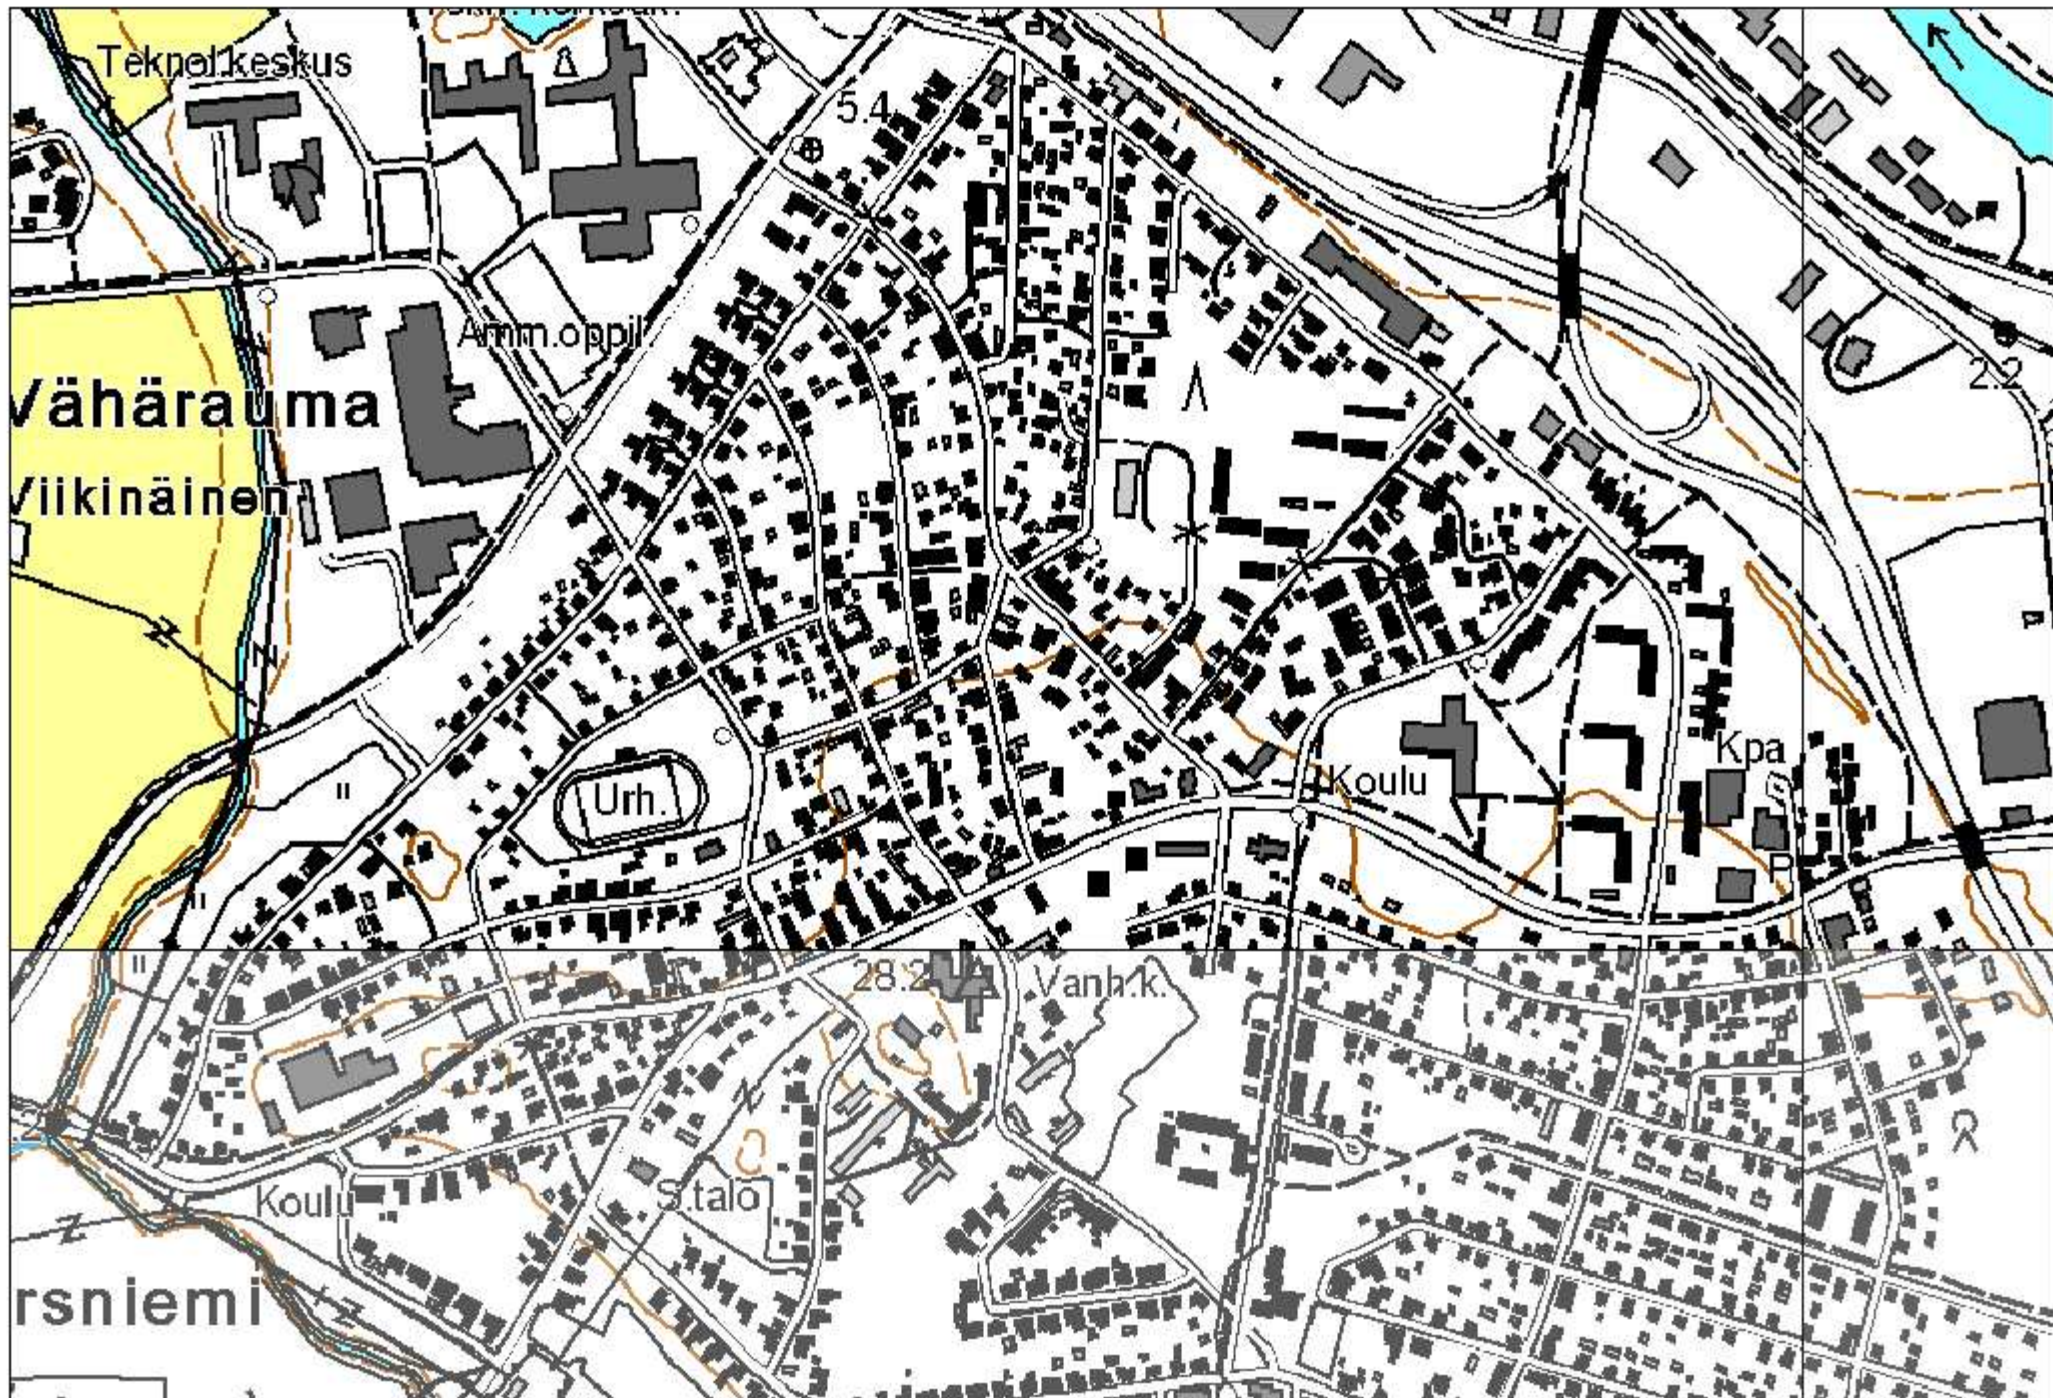 Teknol.keskus
5.4
Amm.oppil.
2.2
Vähärauma
Viikinäinen
Kpa
Koulu
Urh.
P
28.2
Vanh.k.
Koulu
S.talo
rsniemi